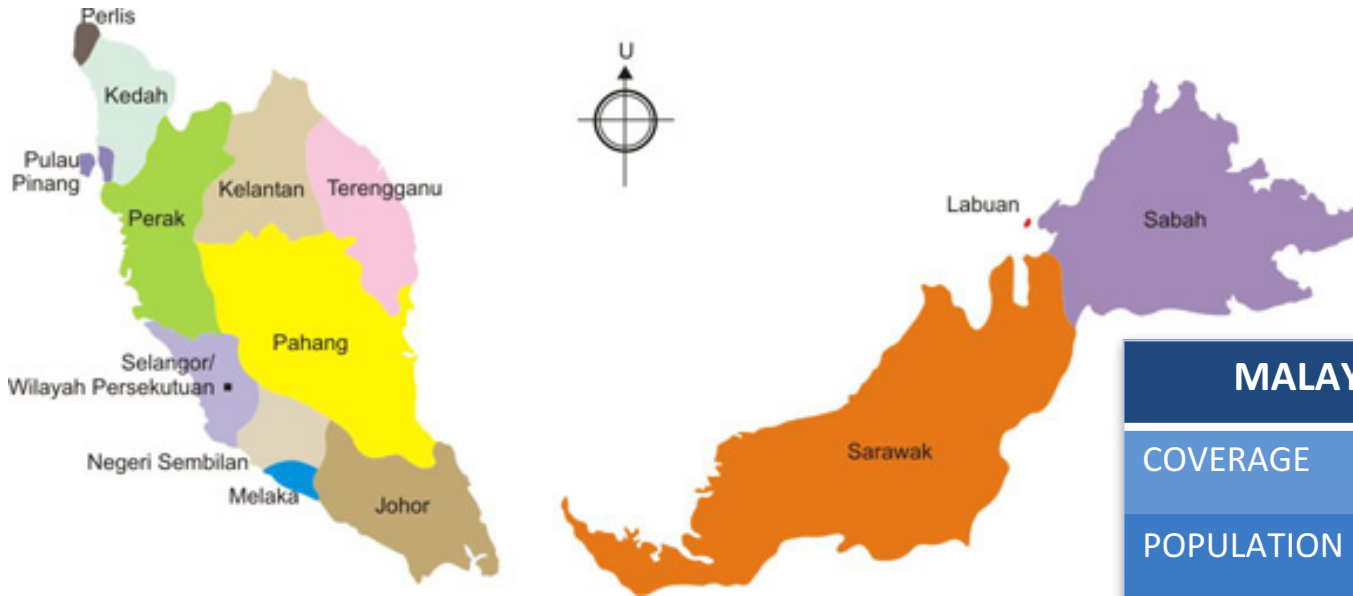 Perlis
Kedah
Pulau
Pinang
Perak
Kelantan
Terengganu
Pahang
Selangor/
Wilayah Persekutuan
Negeri Sembilan
Melaka
Johor
U
Labuan
Sabah
Sarawak
MALAY
COVERAGE
POPULATION